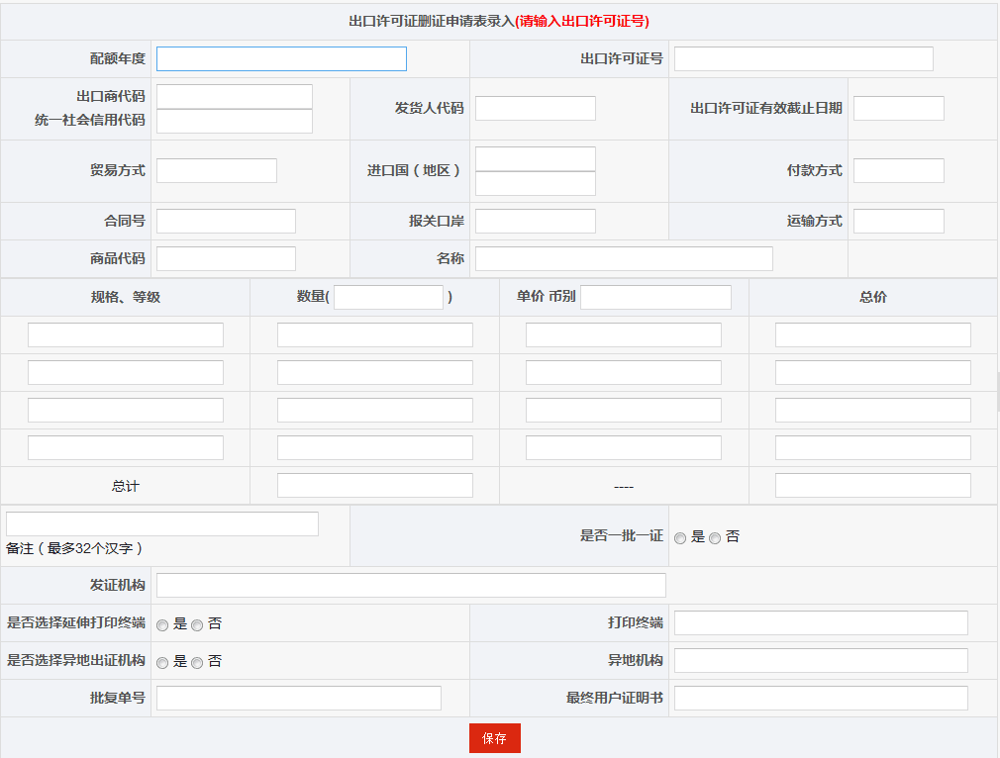 出口许可证删证申请表录入(请输入出口许可证号)
配额年度 出口许可证号
出口商代码
统一社会信用代码 发货人代码 出口许可证有效截止日期
贸易方式 进口国（地区） 付款方式
合同号 报关口岸 运输方式
商品代码 名称
规格、等级 数量( ) 单价 币别 总价
总计 ----
备注（最多32个汉字） 是否一批一证 是 否
发证机构
是否选择延伸打印终端 是 否 打印终端
是否选择异地出证机构 是 否 异地机构
批复单号 最终用户证明书
保存